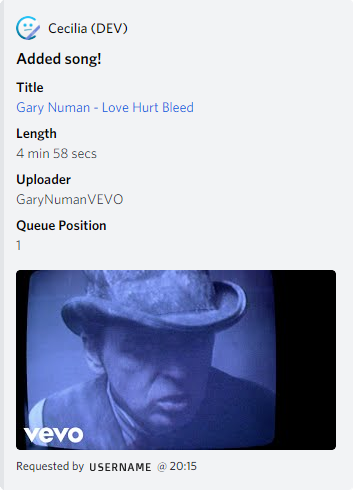 Cecilia (DEV)
Added song!
Title
Gary Numan - Love Hurt Bleed
Length
4 min 58 secs
Uploader
GaryNumanVEVO
Queue Position
1
vevo
Requested by USERNAME @ 20:15